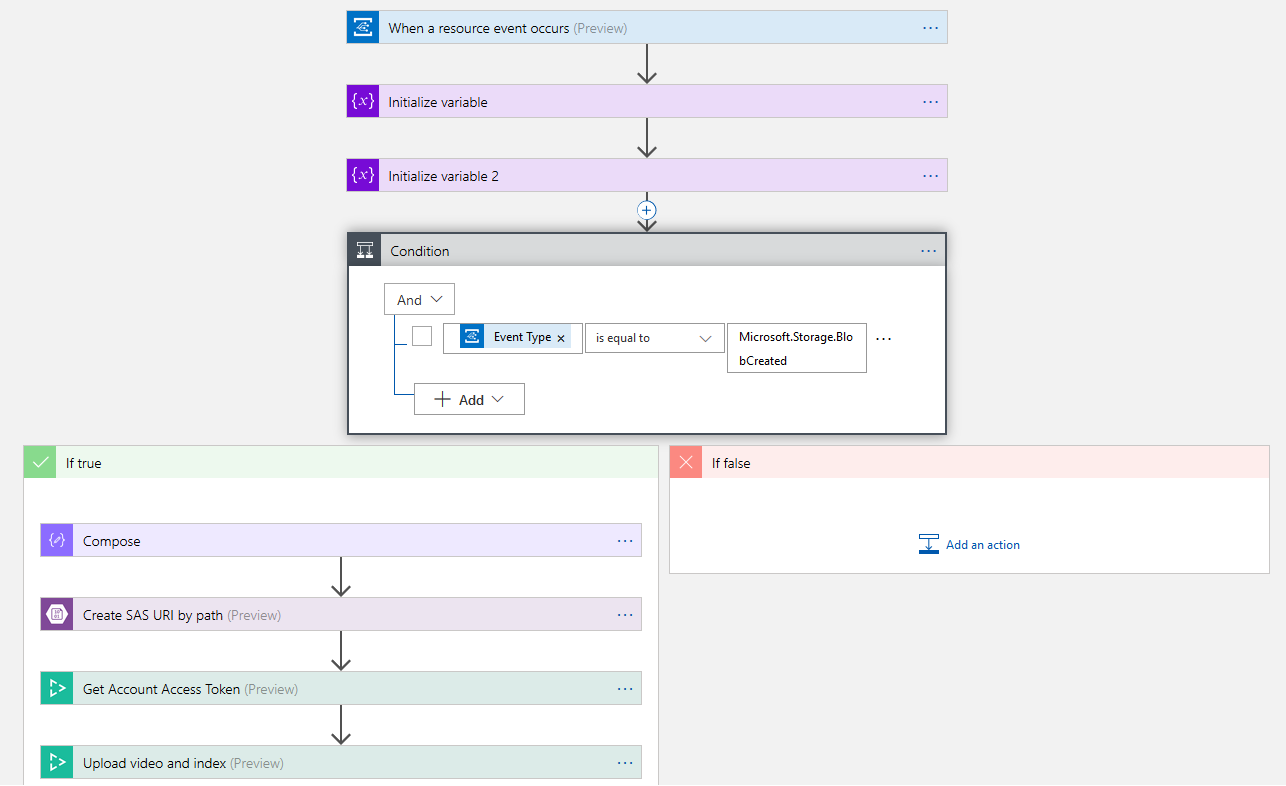 When a resource event occurs (Preview)
{x} Initialize variable
{x} Initialize variable 2
Condition
And
Event Type x is equal to Microsoft.Storage.Blo
bCreated
Add
If true
If false
Compose
Add an action
Create SAS URI by path (Preview)
Get Account Access Token (Preview)
Upload video and index (Preview)